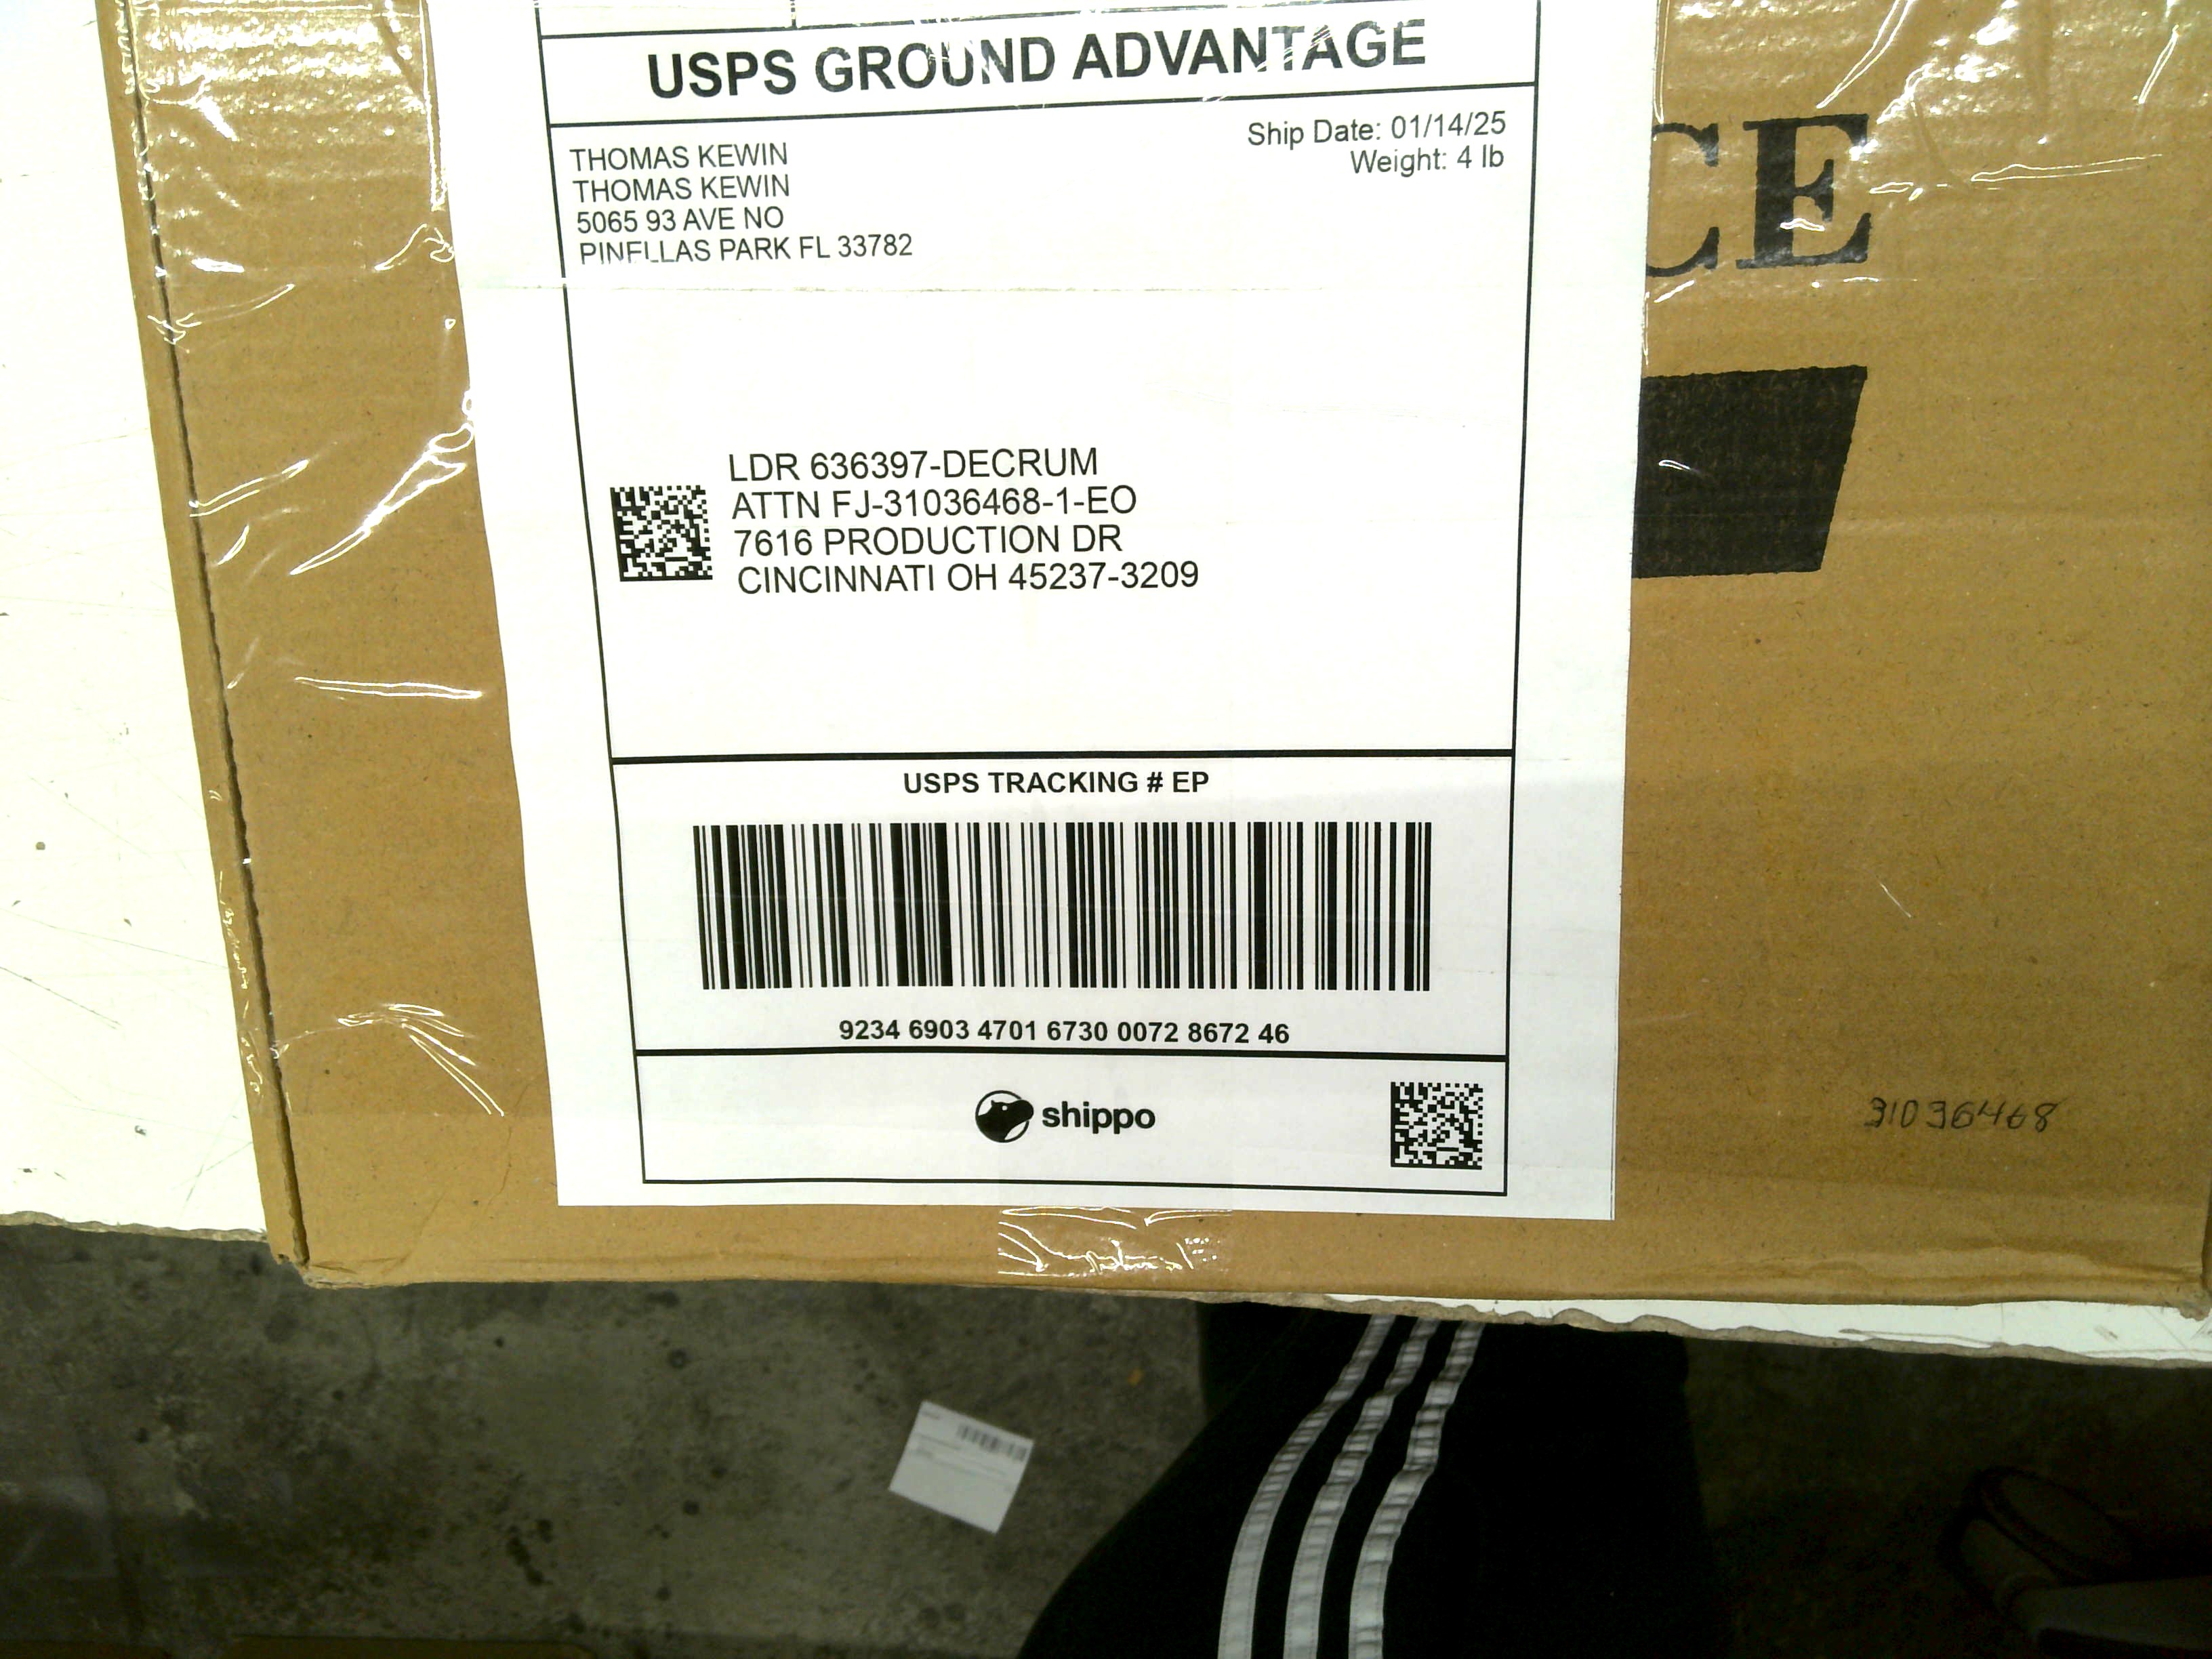 USPS GROUND ADVANTAGE
Ship Date: 01/14/25
Weight: 4 lb
THOMAS KEWIN
THOMAS KEWIN
5065 93 AVE NO
PINELLAS PARK FL 33782
CE
LDR 636397-DECRUM
ATTN FJ-31036468-1-EO
7616 PRODUCTION DR
CINCINNATI OH 45237-3209
USPS TRACKING # EP
9234 6903 4701 6730 0072 8672 46
shippo
31036468